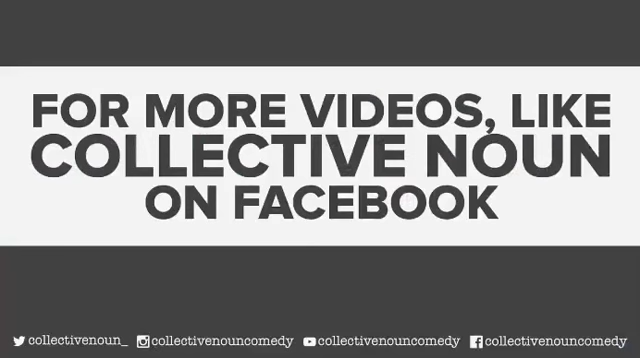 FOR MORE VIDEOS, LIKE
COLLECTIVE NOUN
ON FACEBOOK
collectivenoun_ collectivenouncomedy collectivenouncomedy collectivenouncomedy